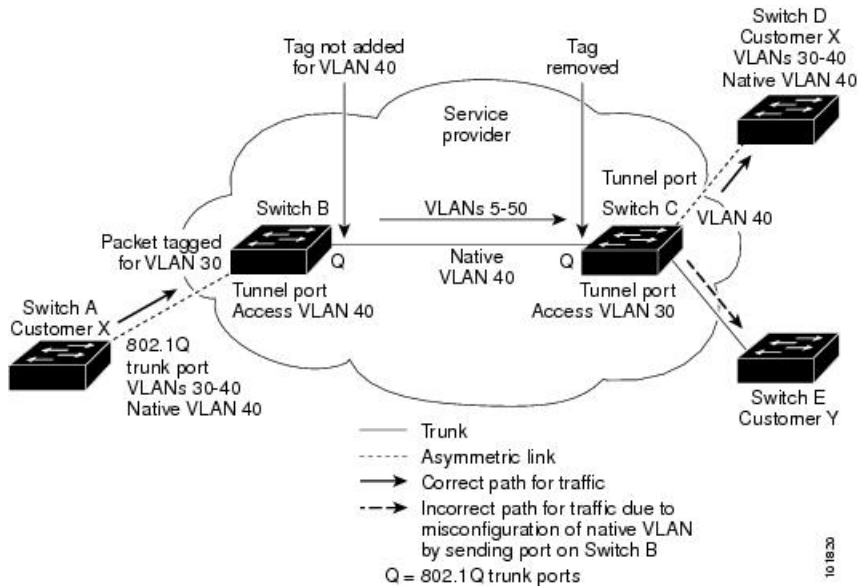 Tag not added
for VLAN 40
Tag
removed
Switch D
Customer X
VLANs 30-40
Native VLAN 40
Service
provider
Tunnel port
Switch B
VLANs 5-50
Switch C
VLAN 40
Packet tagged
for VLAN 30
Q
Native
VLAN 40
Q
Switch A
Customer X
Tunnel port
Access VLAN 40
Tunnel port
Access VLAN 30
802.1Q
trunk port
VLANs 30-40
Native VLAN 40
Switch E
Customer Y
Trunk
Asymmetric link
Correct path for traffic
Incorrect path for traffic due to
misconfiguration of native VLAN
by sending port on Switch B
Q = 802.1Q trunk ports
101820